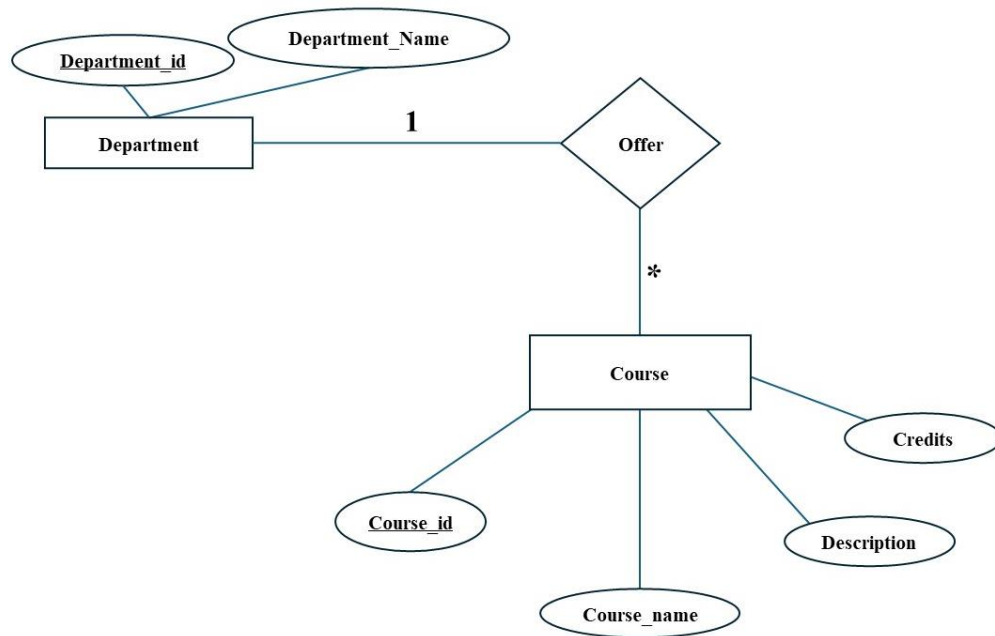 Department_Name
Department_id
1
Department
Offer
*
Course
Credits
Course_id
Description
Course_name